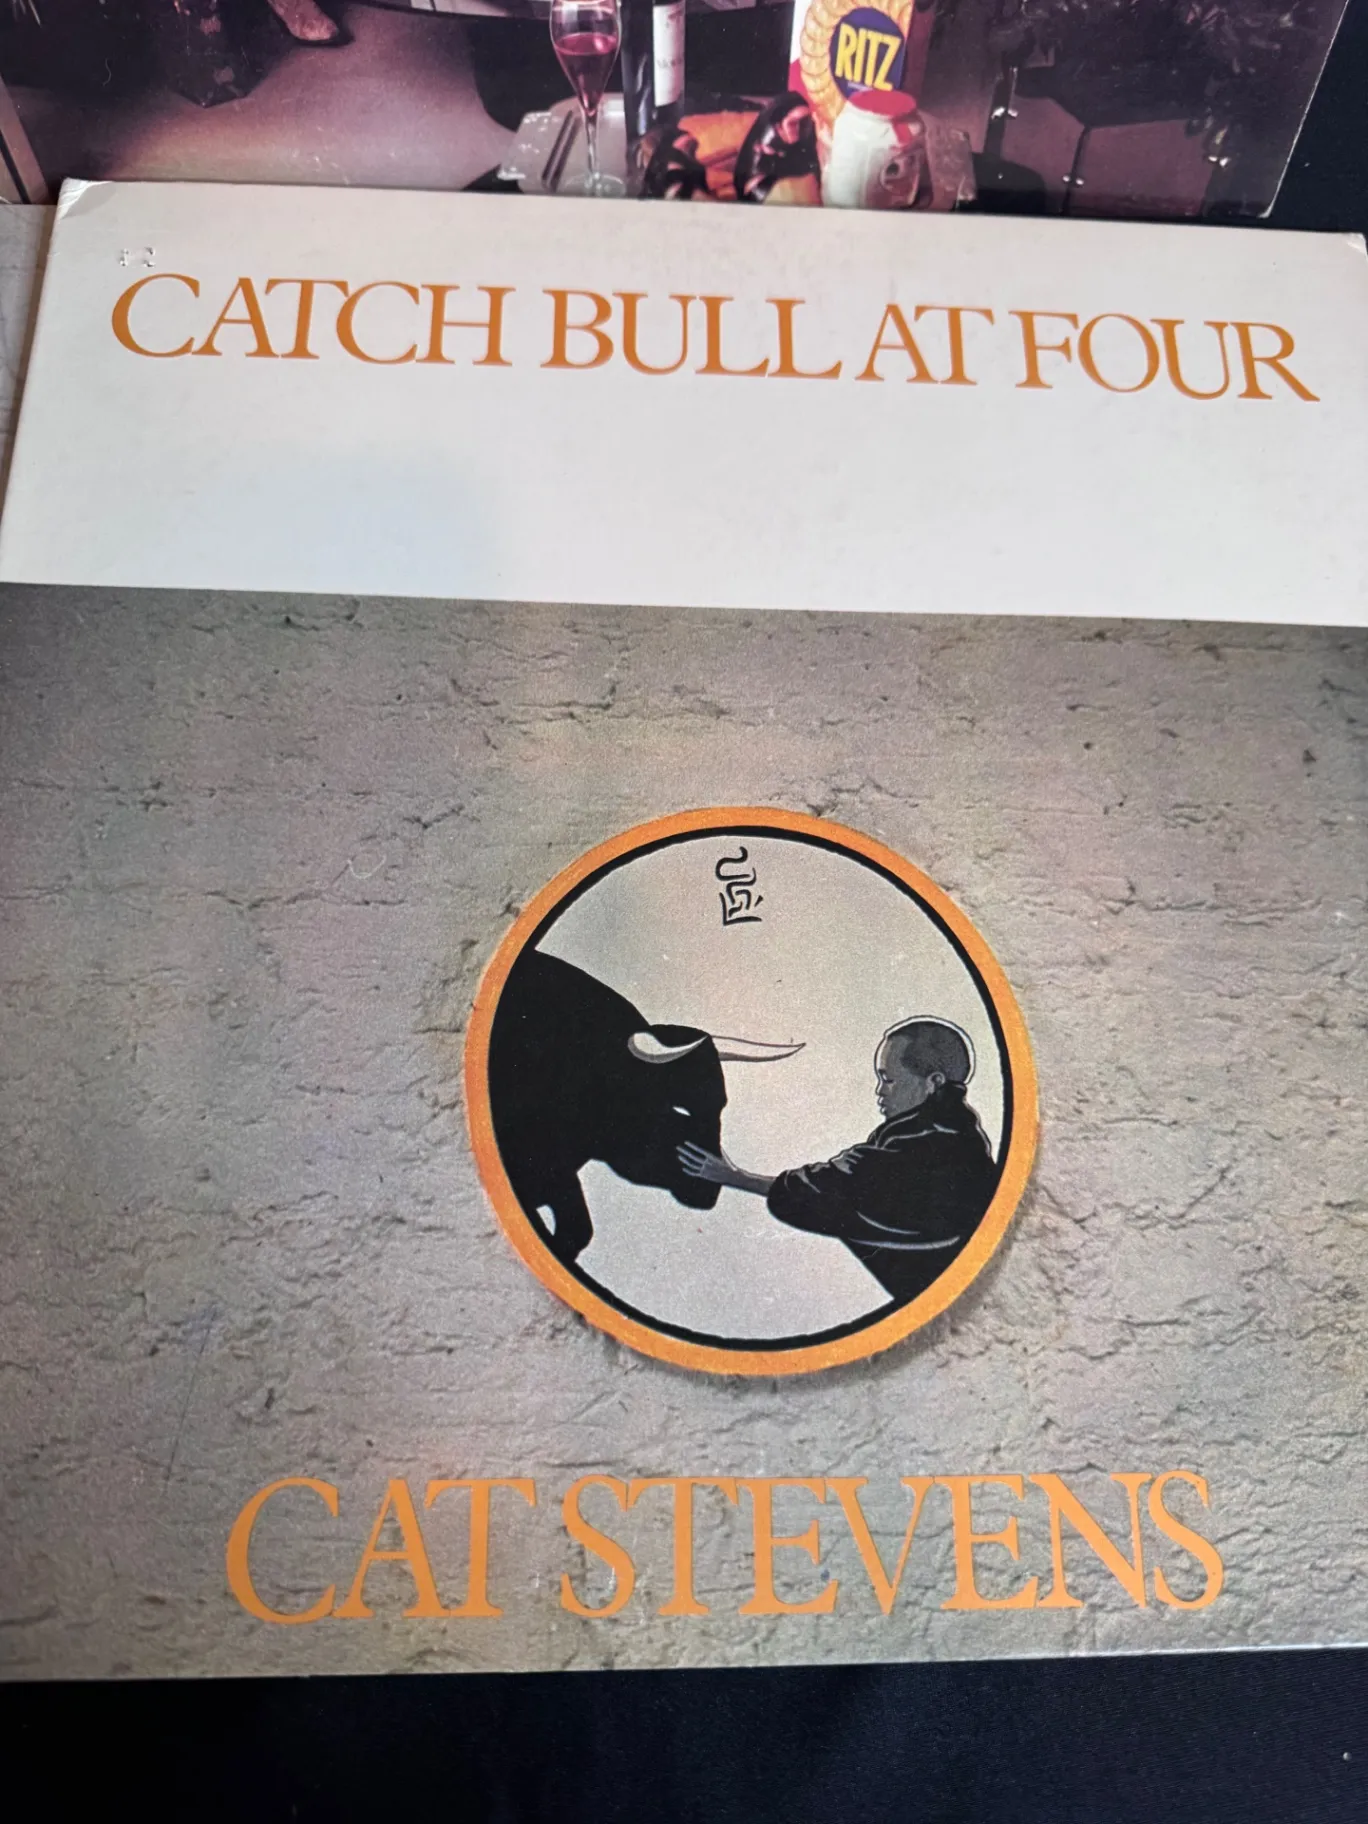 RITZ
CATCH BULL AT FOUR
CAT STEVENS